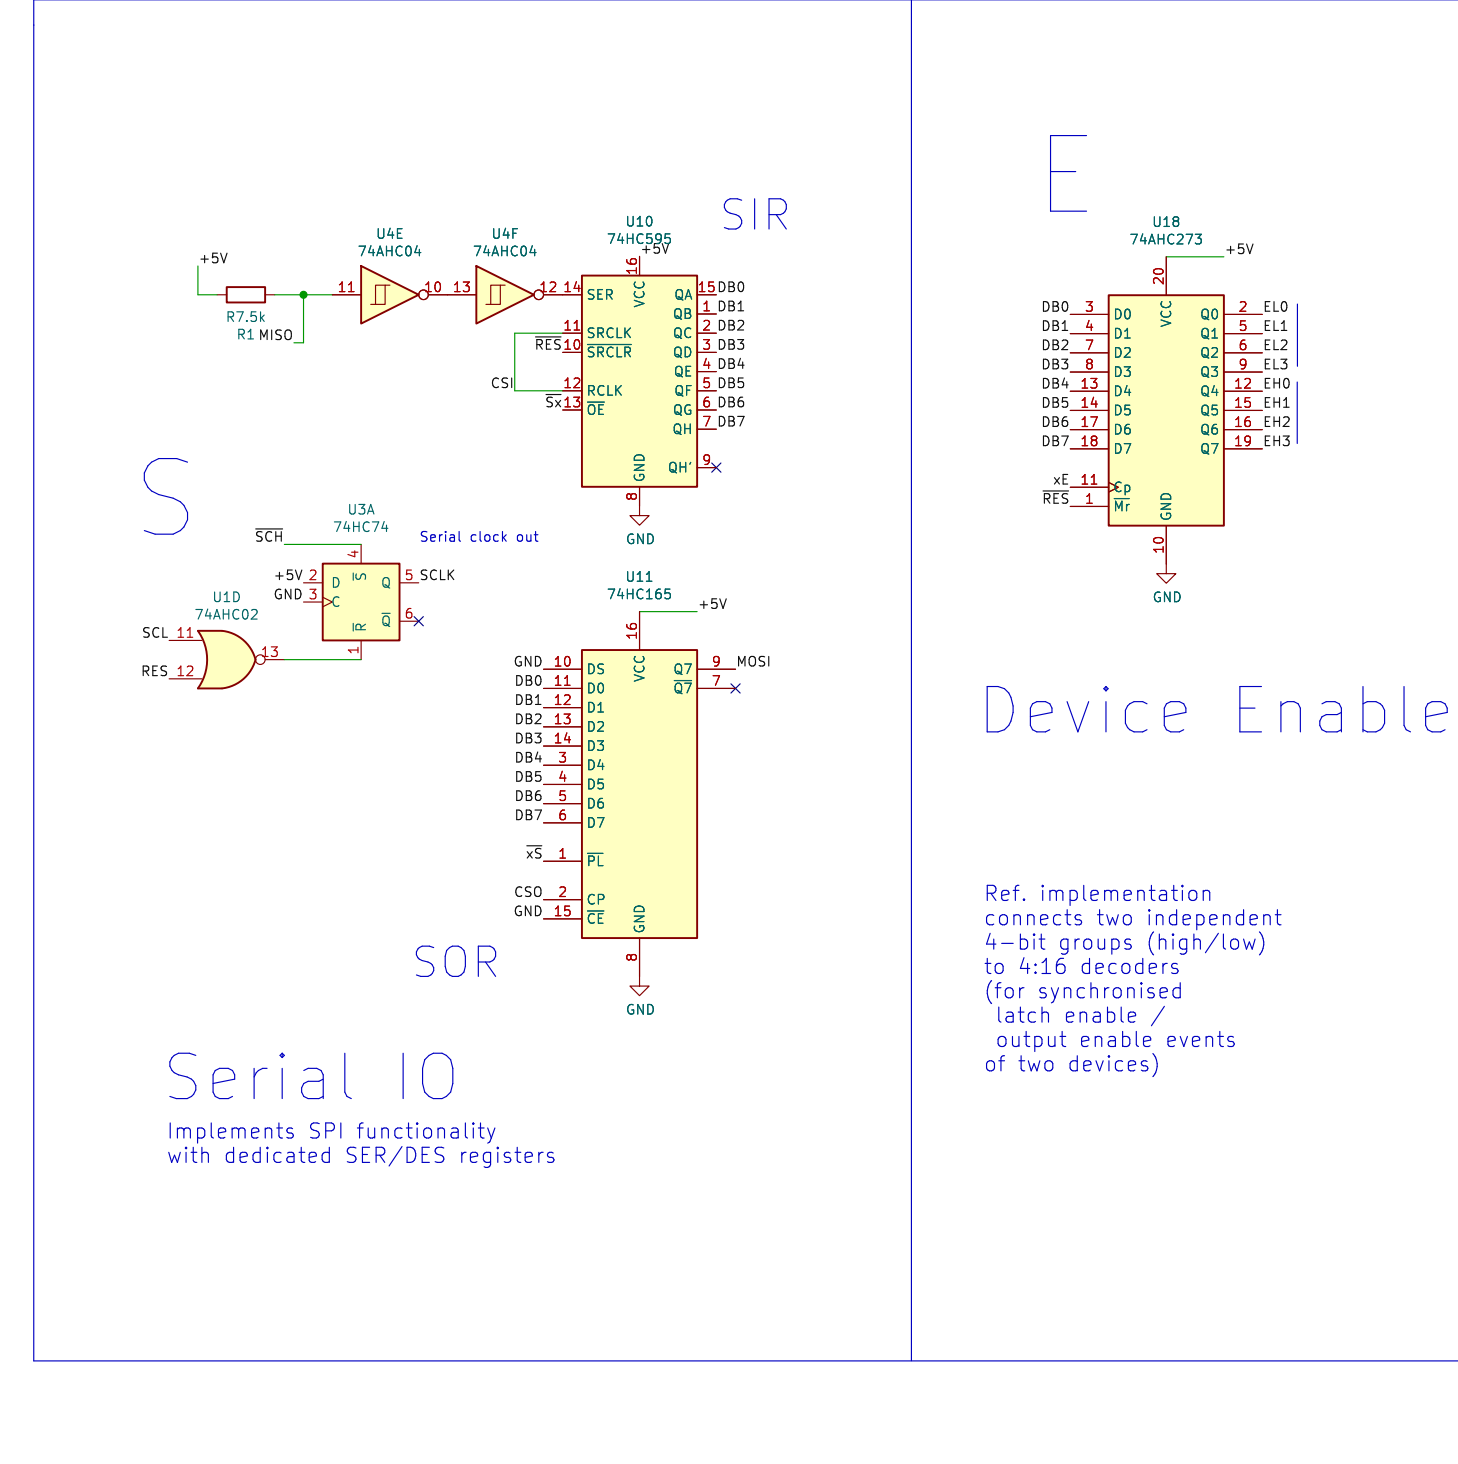 E
SIR
U10
74HC595
+5V
U4E
74AHC04
U4F
74AHC04
+5V
R7.5k
R1
MISO
11
10
13
12
14
SER
11
SRCLK
RES
10
SRCLR
CSI
12
RCLK
Sx
13
OE
16
VCC
GND
8
GND
QA
15
DB0
QB
1
DB1
QC
2
DB2
QD
3
DB3
QE
4
DB4
QF
5
DB5
QG
6
DB6
QH
7
DB7
QH'
9
U18
74AHC273
+5V
20
VCC
DB0 3 D0
DB1 4 D1
DB2 7 D2
DB3 8 D3
DB4 13 D4
DB5 14 D5
DB6 17 D6
DB7 18 D7
xE 11 Cp
RES 1 Mr
Q0 2 EL0
Q1 5 EL1
Q2 6 EL2
Q3 9 EL3
Q4 12 EH0
Q5 15 EH1
Q6 16 EH2
Q7 19 EH3
GND
10
GND
S
U3A
74HC74
Serial clock out
SCH
4
S
+5V 2 D
GND 3 C
Q 5 SCLK
Q 6
R
1
U1D
74AHC02
SCL 11
RES 12
13
U11
74HC165
+5V
16
VCC
GND 10 DS
DB0 11 D0
DB1 12 D1
DB2 13 D2
DB3 14 D3
DB4 3 D4
DB5 4 D5
DB6 5 D6
DB7 6 D7
xS 1 PL
CSO 2 CP
GND 15 CE
Q7 9 MOSI
Q7 7
GND
8
GND
SOR
Device Enable
Ref. implementation
connects two independent
4-bit groups (high/low)
to 4:16 decoders
(for synchronised
latch enable /
output enable events
of two devices)
Serial IO
Implements SPI functionality
with dedicated SER/DES registers